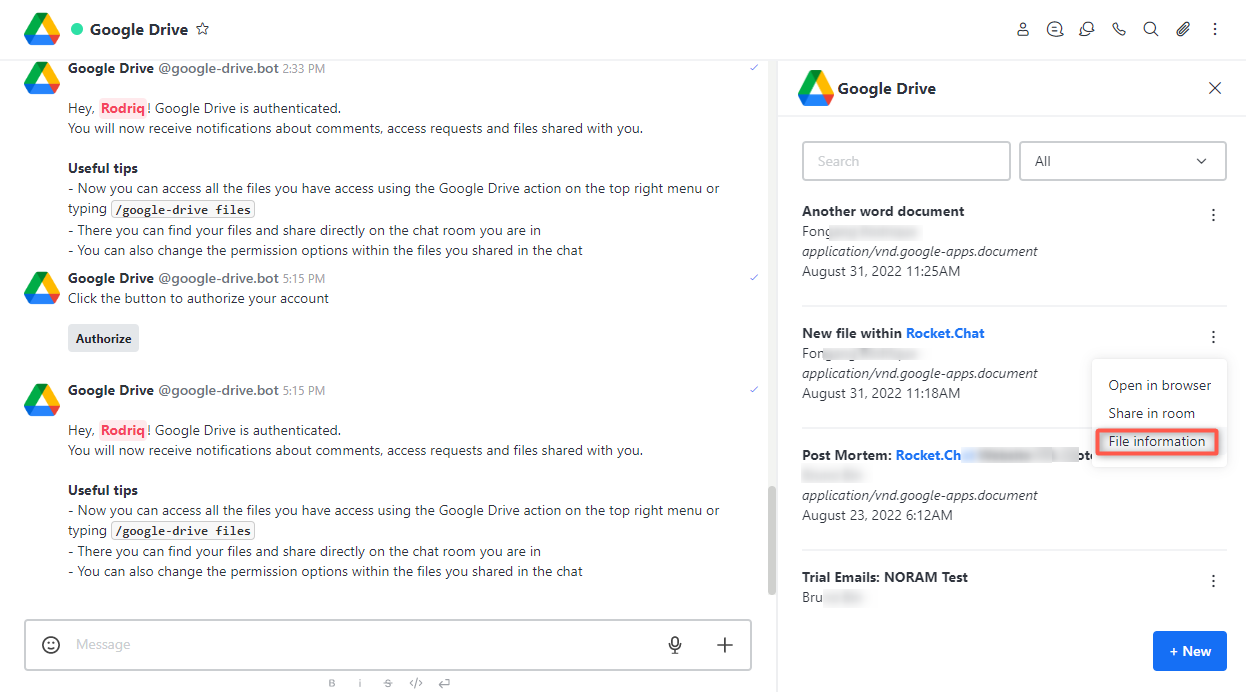 Google Drive
Google Drive @google-drive.bot 2:33 PM
Hey, Rodriq! Google Drive is authenticated.
You will now receive notifications about comments, access requests and files shared with you.
Useful tips
- Now you can access all the files you have access using the Google Drive action on the top right menu or
typing /google-drive files
- There you can find your files and share directly on the chat room you are in
- You can also change the permission options within the files you shared in the chat
Google Drive @google-drive.bot 5:15 PM
Click the button to authorize your account
Authorize
Google Drive @google-drive.bot 5:15 PM
Hey, Rodriq! Google Drive is authenticated.
You will now receive notifications about comments, access requests and files shared with you.
Useful tips
- Now you can access all the files you have access using the Google Drive action on the top right menu or
typing /google-drive files
- There you can find your files and share directly on the chat room you are in
- You can also change the permission options within the files you shared in the chat
Message
B i S </>
Google Drive
Search
All
Another word document
application/vnd.google-apps.document
August 31, 2022 11:25AM
New file within Rocket.Chat
application/vnd.google-apps.document
August 31, 2022 11:18AM
Open in browser
Share in room
File information
Post Mortem:
application/vnd.google-apps.document
August 23, 2022 6:12AM
Trial Emails: NORAM Test
+ New